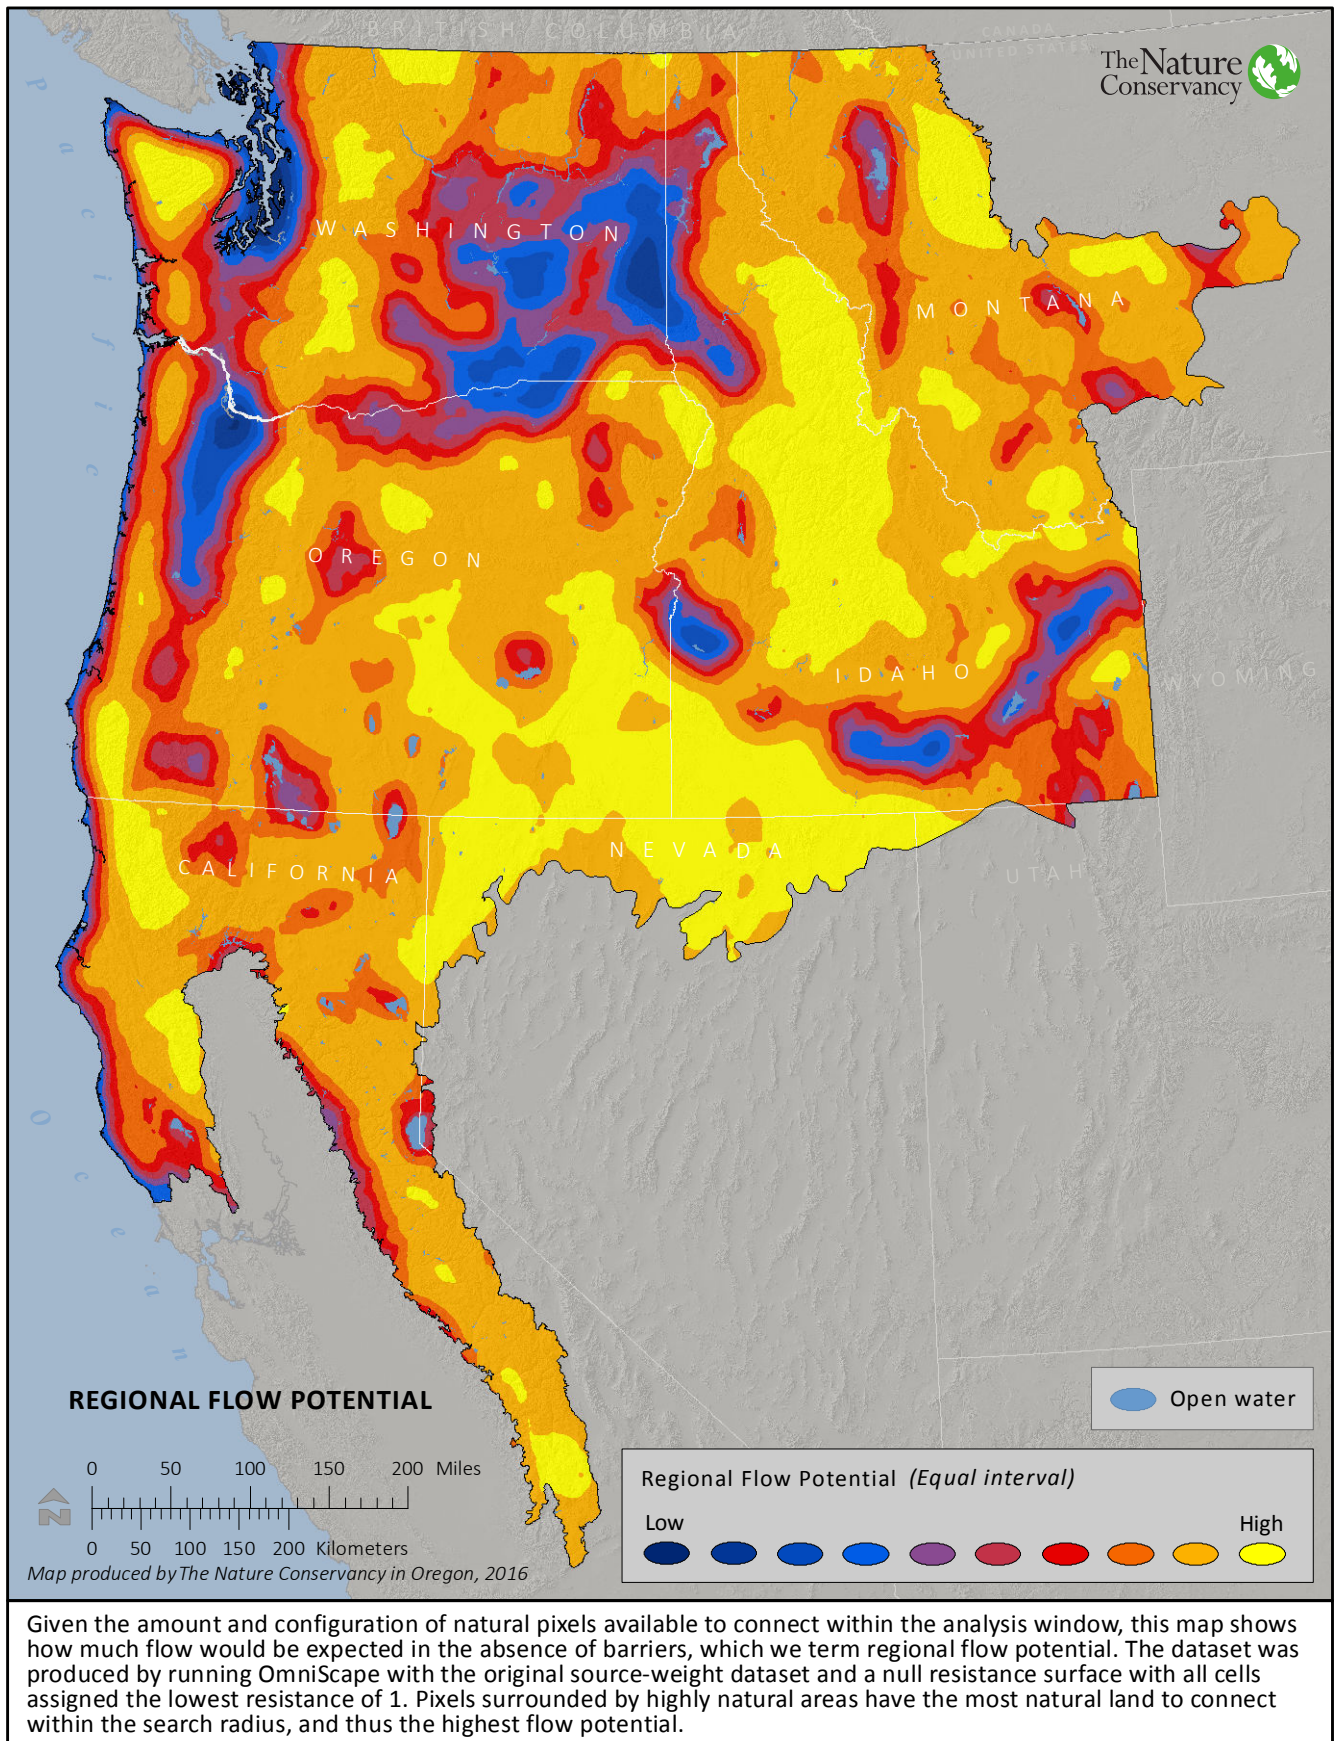 BRITISH COLUMBIA
CANADA
UNITED STATES
The Nature
Conservancy
Pacific
WASHINGTON
MONTANA
OREGON
IDAHO
WYOMING
NEVADA
CALIFORNIA
UTAH
Ocean
REGIONAL FLOW POTENTIAL
0 50 100 150 200 Miles
N
0 50 100 150 200 Kilometers
Map produced by The Nature Conservancy in Oregon, 2016
Open water
Regional Flow Potential (Equal interval)
Low High
Given the amount and configuration of natural pixels available to connect within the analysis window, this map shows
how much flow would be expected in the absence of barriers, which we term regional flow potential. The dataset was
produced by running OmniScape with the original source-weight dataset and a null resistance surface with all cells
assigned the lowest resistance of 1. Pixels surrounded by highly natural areas have the most natural land to connect
within the search radius, and thus the highest flow potential.